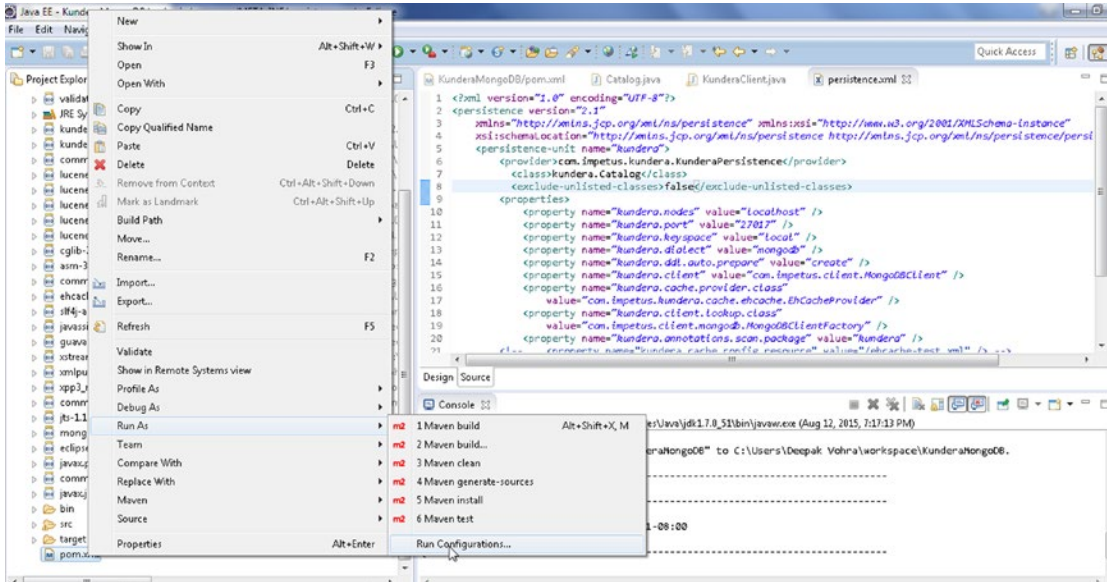 Java EE - Kunde
File Edit Navig
Quick Access
Project Explor
validat
JRE Sy
kunde
kunde
comm
lucene
lucene
lucene
lucene
cglib-
asm-3
comm
ehcacl
slf4j-a
javassi
guava
xstrear
xmlpu
xpp3_
comm
jts-1.1
mong
eclipse
javax.p
comm
javax.j
bin
src
target
pom.x
New
Show In Alt+Shift+W
Open F3
Open With
Copy Ctrl+C
Copy Qualified Name
Paste Ctrl+V
Delete Delete
Remove from Context Ctrl+Alt+Shift+Down
Mark as Landmark Ctrl+Alt+Shift+Up
Build Path
Move...
Rename... F2
Import...
Export...
Refresh F5
Validate
Show in Remote Systems view
Profile As
Debug As
Run As
Team
Compare With
Replace With
Maven
Source
Properties Alt+Enter
m2 1 Maven build Alt+Shift+X, M
m2 2 Maven build...
m2 3 Maven clean
m2 4 Maven generate-sources
m2 5 Maven install
m2 6 Maven test
Run Configurations...
KunderaMongoDB/pom.xml Catalog.java KunderaClient.java persistence.xml
1 <?xml version="1.0" encoding="UTF-8"?>
2 <persistence version="2.1"
3 xmlns="http://xmlns.jcp.org/xml/ns/persistence" xmlns:xsi="http://www.w3.org/2001/XMLSchema-instance"
4 xsi:schemaLocation="http://xmlns.jcp.org/xml/ns/persistence http://xmlns.jcp.org/xml/ns/persistence/persi
5 <persistence-unit name="kundera">
6 <provider>com.impetus.kundera.KunderaPersistence</provider>
7 <class>kundera.Catalog</class>
8 <exclude-unlisted-classes>false</exclude-unlisted-classes>
9 <properties>
10 <property name="kundera.nodes" value="localhost" />
11 <property name="kundera.port" value="27017" />
12 <property name="kundera.keyspace" value="local" />
13 <property name="kundera.dialect" value="mongodb" />
14 <property name="kundera.ddl.auto.prepare" value="create" />
15 <property name="kundera.client" value="com.impetus.client.MongoDBClient" />
16 <property name="kundera.cache.provider.class"
17 value="com.impetus.kundera.cache.ehcache.EhCacheProvider" />
18 <property name="kundera.client.lookup.class"
19 value="com.impetus.client.mongodb.MongoDBClientFactory" />
20 <property name="kundera.annotations.scan.package" value="kundera" />
21 <!-- <property name="kundera.cache.config.resource" value="/ehcache-test.xml" /> -->
Design Source
Console
es\Java\jdk1.7.0_51\bin\javaw.exe (Aug 12, 2015, 7:17:13 PM)
eraMongoDB" to C:\Users\Deepak Vohra\workspace\KunderaMongoDB.
------------------------------------
------------------------------------
1-08:00
------------------------------------